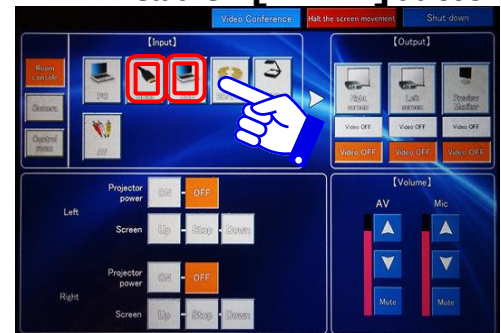 Video Conference
Halt the screen movement
Shut down
[Input]
[Output]
Room console
PC
Camera
Control room
AV
Right screen
Left screen
Preview Monitor
Video OFF
Video OFF
Video OFF
Video OFF
Video OFF
Video OFF
Left
Projector power
ON
OFF
Screen
Up
Stop
Down
Right
Projector power
ON
OFF
Screen
Up
Stop
Down
[Volume]
AV
Mic
Mute
Mute